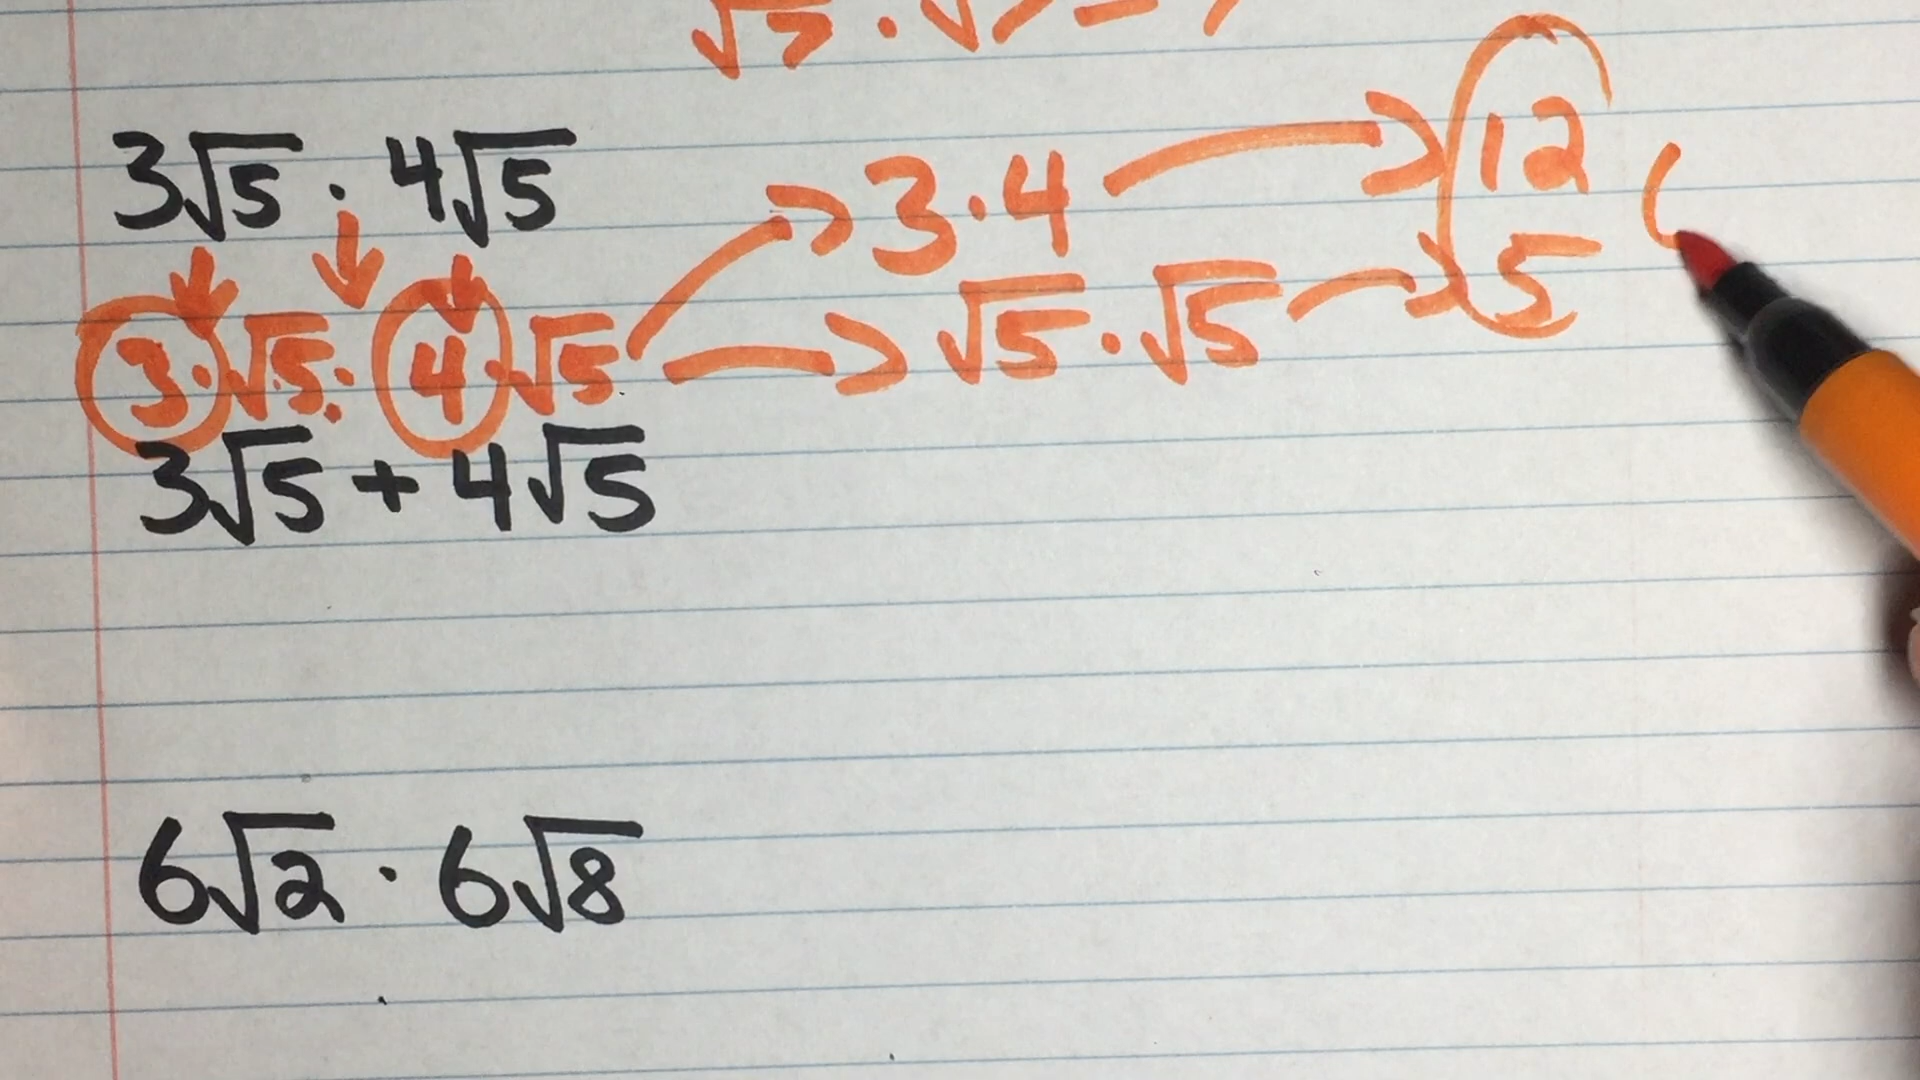 3√5 · 4√5
3 · 4
12
3 · √5 · 4 · √5
√5 · √5
5
3√5 + 4√5
6√2 · 6√8